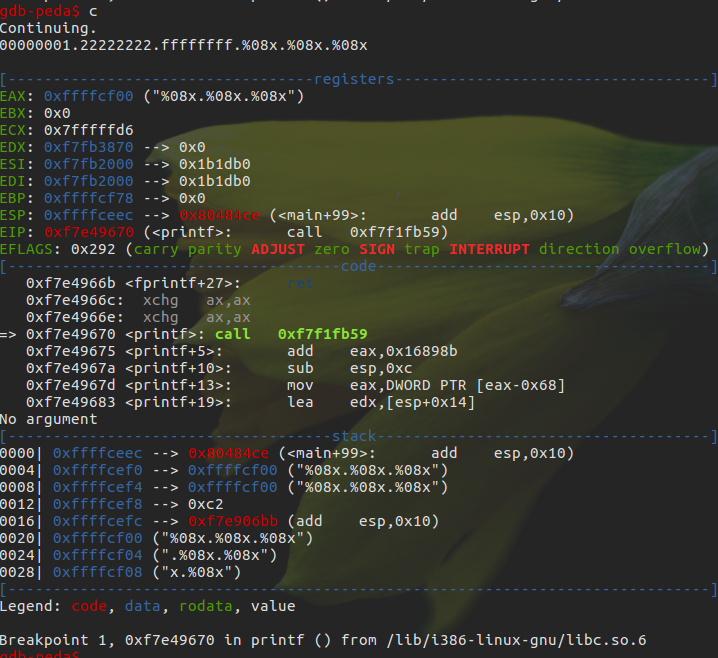 gdb-peda$ c
Continuing.
00000001.22222222.ffffffff.%08x.%08x.%08x
[----------------------------------registers-----------------------------------]
EAX: 0xffffcf00 ("%08x.%08x.%08x")
EBX: 0x0
ECX: 0x7fffffd6
EDX: 0xf7fb3870 --> 0x0
ESI: 0xf7fb2000 --> 0x1b1db0
EDI: 0xf7fb2000 --> 0x1b1db0
EBP: 0xffffcf78 --> 0x0
ESP: 0xffffceec --> 0x80484ce (<main+99>:	add    esp,0x10)
EIP: 0xf7e49670 (<printf>:	call   0xf7f1fb59)
EFLAGS: 0x292 (carry parity ADJUST zero SIGN trap INTERRUPT direction overflow)
[-------------------------------------code-------------------------------------]
   0xf7e4966b <fprintf+27>:	ret
   0xf7e4966c:	xchg   ax,ax
   0xf7e4966e:	xchg   ax,ax
=> 0xf7e49670 <printf>:	call   0xf7f1fb59
   0xf7e49675 <printf+5>:	add    eax,0x16898b
   0xf7e4967a <printf+10>:	sub    esp,0xc
   0xf7e4967d <printf+13>:	mov    eax,DWORD PTR [eax-0x68]
   0xf7e49683 <printf+19>:	lea    edx,[esp+0x14]
No argument
[------------------------------------stack-------------------------------------]
0000| 0xffffceec --> 0x80484ce (<main+99>:	add    esp,0x10)
0004| 0xffffcef0 --> 0xffffcf00 ("%08x.%08x.%08x")
0008| 0xffffcef4 --> 0xffffcf00 ("%08x.%08x.%08x")
0012| 0xffffcef8 --> 0xc2
0016| 0xffffcefc --> 0xf7e906bb (add    esp,0x10)
0020| 0xffffcf00 ("%08x.%08x.%08x")
0024| 0xffffcf04 (".%08x.%08x")
0028| 0xffffcf08 ("x.%08x")
[------------------------------------------------------------------------------]
Legend: code, data, rodata, value
Breakpoint 1, 0xf7e49670 in printf () from /lib/i386-linux-gnu/libc.so.6
gdb-peda$